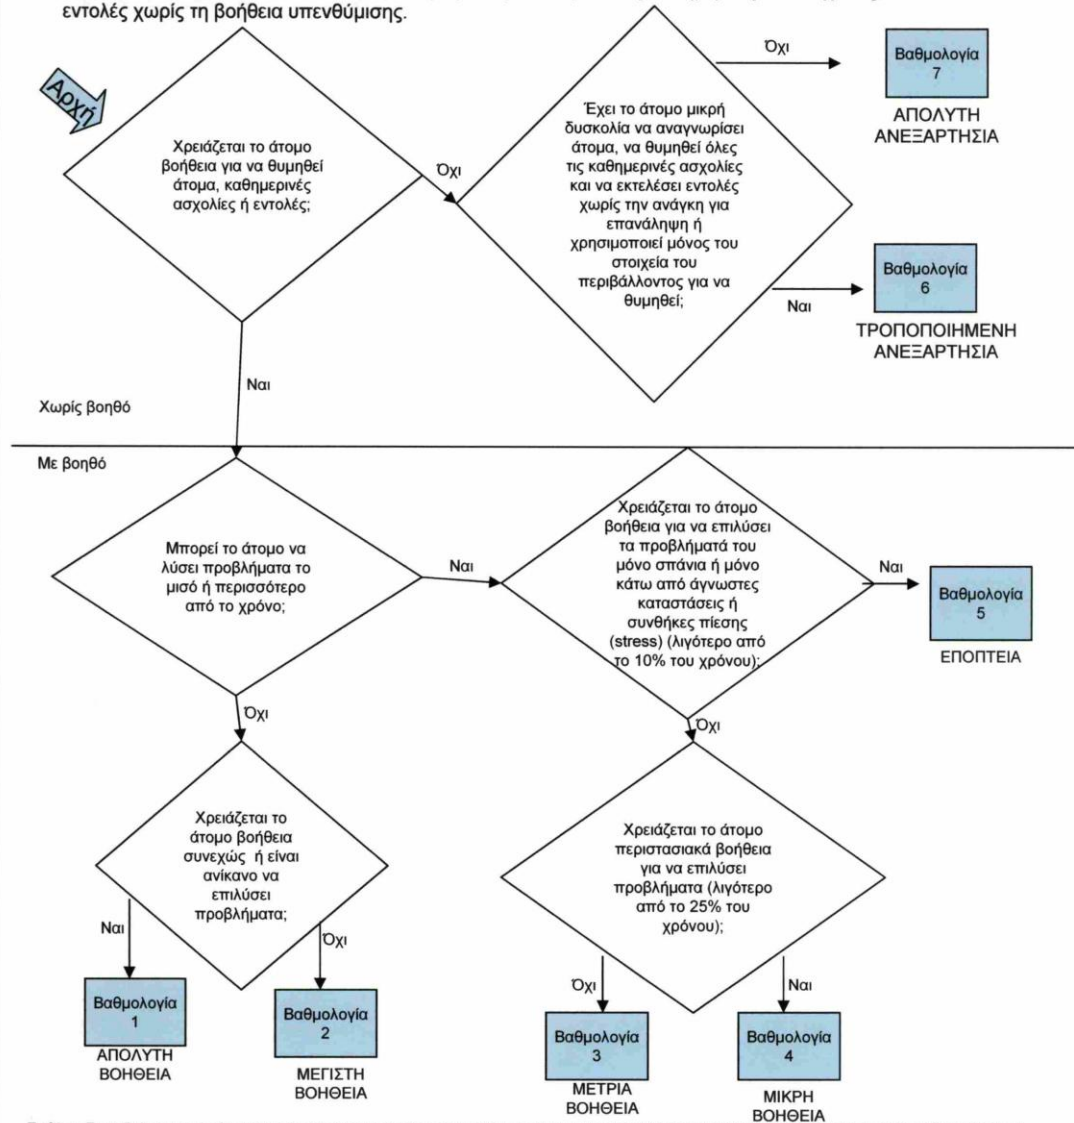 εντολές χωρίς τη βοήθεια υπενθύμισης.
Αρχή
Χρειάζεται το άτομο
βοήθεια για να θυμηθεί
άτομα, καθημερινές
ασχολίες ή εντολές;
Όχι
Έχει το άτομο μικρή
δυσκολία να αναγνωρίσει
άτομα, να θυμηθεί όλες
τις καθημερινές ασχολίες
και να εκτελέσει εντολές
χωρίς την ανάγκη για
επανάληψη ή
χρησιμοποιεί μόνος του
στοιχεία του
περιβάλλοντος για να
θυμηθεί;
Όχι
Βαθμολογία
7
ΑΠΟΛΥΤΗ
ΑΝΕΞΑΡΤΗΣΙΑ
Ναι
Βαθμολογία
6
ΤΡΟΠΟΠΟΙΗΜΕΝΗ
ΑΝΕΞΑΡΤΗΣΙΑ
Ναι
Χωρίς βοηθό
Με βοηθό
Μπορεί το άτομο να
λύσει προβλήματα το
μισό ή περισσότερο
από το χρόνο;
Ναι
Χρειάζεται το άτομο
βοήθεια για να επιλύσει
τα προβλήματά του
μόνο σπάνια ή μόνο
κάτω από άγνωστες
καταστάσεις ή
συνθήκες πίεσης
(stress) (λιγότερο από
το 10% του χρόνου);
Ναι
Βαθμολογία
5
ΕΠΟΠΤΕΙΑ
Όχι
Όχι
Χρειάζεται το
άτομο βοήθεια
συνεχώς ή είναι
ανίκανο να
επιλύσει
προβλήματα;
Χρειάζεται το άτομο
περιστασιακά βοήθεια
για να επιλύσει
προβλήματα (λιγότερο
από το 25% του
χρόνου);
Ναι
Όχι
Όχι
Ναι
Βαθμολογία
1
ΑΠΟΛΥΤΗ
ΒΟΗΘΕΙΑ
Βαθμολογία
2
ΜΕΓΙΣΤΗ
ΒΟΗΘΕΙΑ
Βαθμολογία
3
ΜΕΤΡΙΑ
ΒΟΗΘΕΙΑ
Βαθμολογία
4
ΜΙΚΡΗ
ΒΟΗΘΕΙΑ